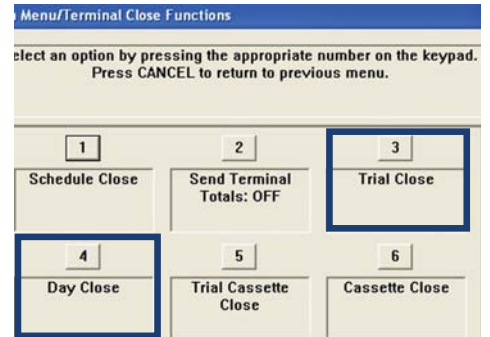 Menu/Terminal Close Functions
elect an option by pressing the appropriate number on the keypad.
Press CANCEL to return to previous menu.
1 2 3
Schedule Close Send Terminal Totals: OFF Trial Close
4 5 6
Day Close Trial Cassette Close Cassette Close